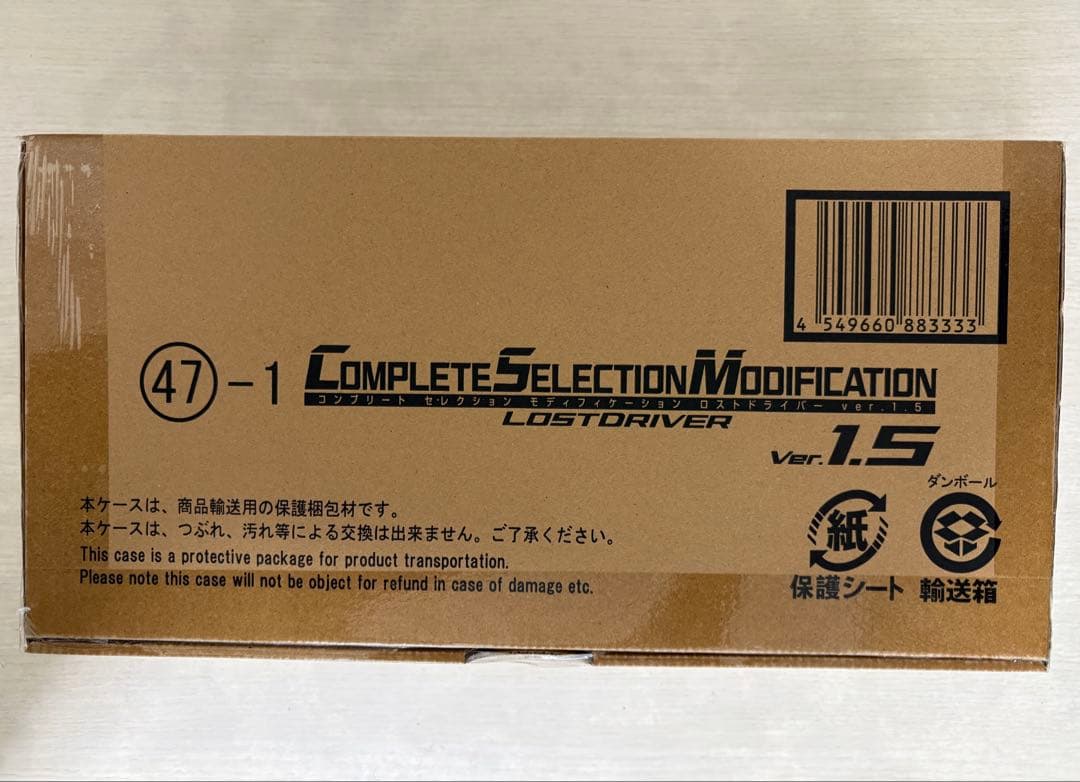 4 549660 883333
㊼-1 COMPLETE SELECTION MODIFICATION
コンプリート セレクション モディフィケーション ロストドライバー ver.1.5
LOSTDRIVER
Ver.1.5
本ケースは、商品輸送用の保護梱包材です。
本ケースは、つぶれ、汚れ等による交換は出来ません。ご了承ください。
This case is a protective package for product transportation.
Please note this case will not be object for refund in case of damage etc.
ダンボール
紙
保護シート
輸送箱